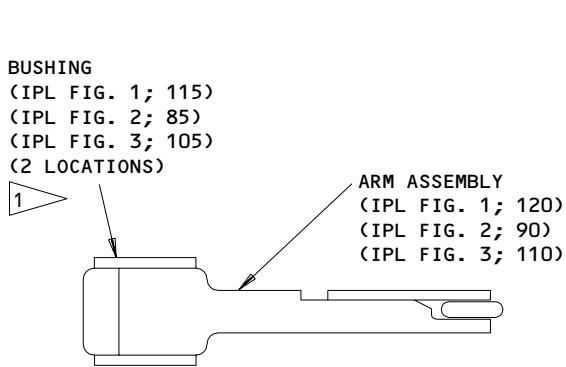 BUSHING
(IPL FIG. 1; 115)
(IPL FIG. 2; 85)
(IPL FIG. 3; 105)
(2 LOCATIONS)
1
ARM ASSEMBLY
(IPL FIG. 1; 120)
(IPL FIG. 2; 90)
(IPL FIG. 3; 110)